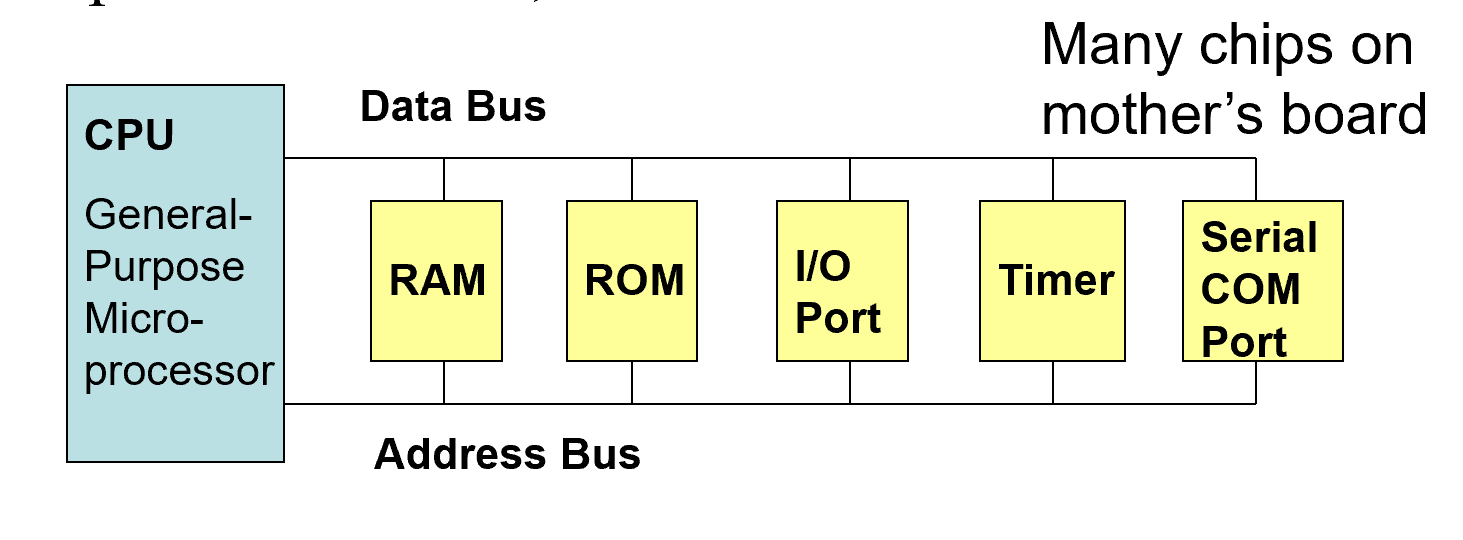 Many chips on
mother's board
Data Bus
CPU
General-
Purpose
Micro-
processor
RAM
ROM
I/O
Port
Timer
Serial
COM
Port
Address Bus